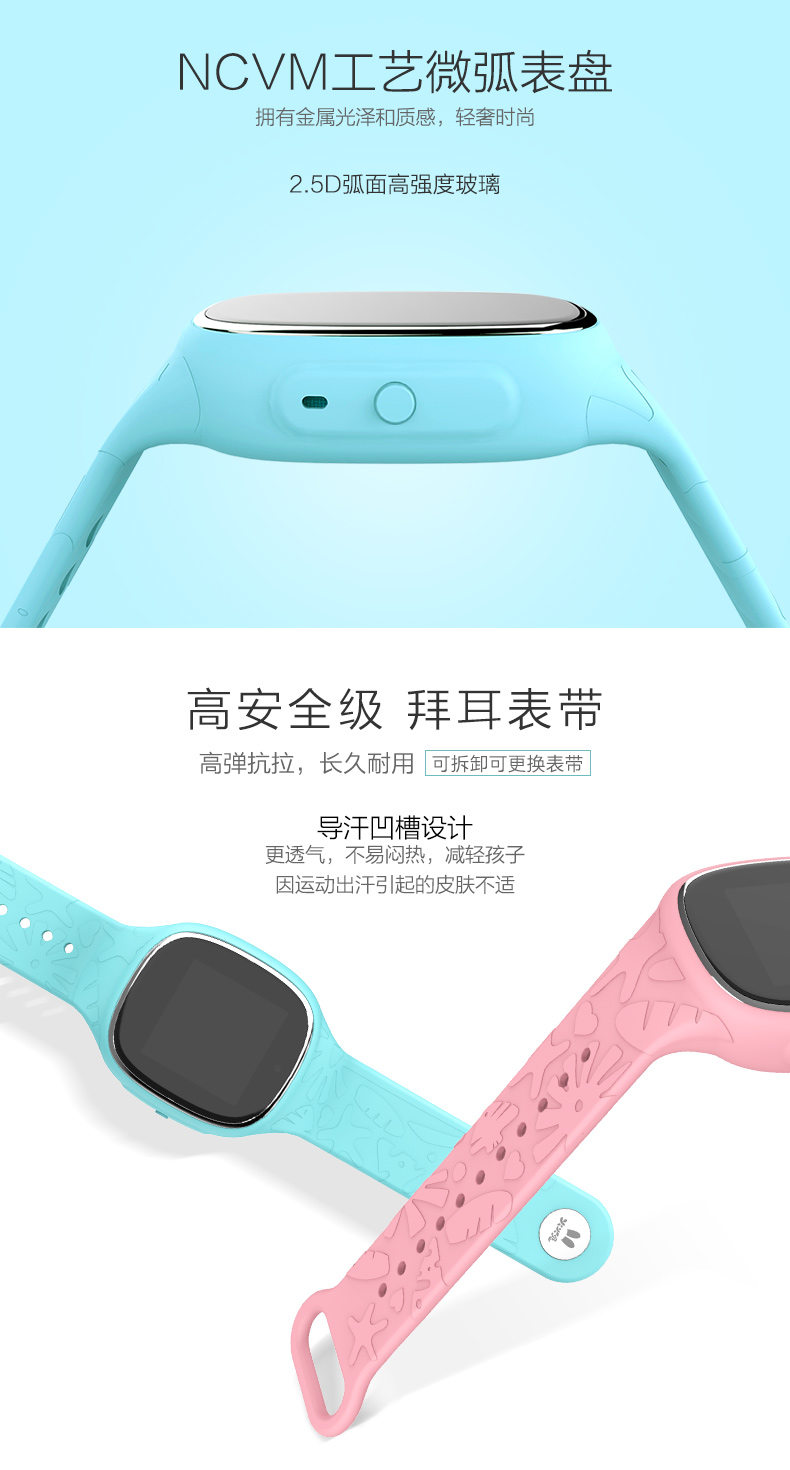 NCVM工艺微弧表盘
拥有金属光泽和质感，轻奢时尚
2.5D弧面高强度玻璃
高安全级 拜耳表带
高弹抗拉，长久耐用 可拆卸可更换表带
导汗凹槽设计
更透气，不易闷热，减轻孩子
因运动出汗引起的皮肤不适